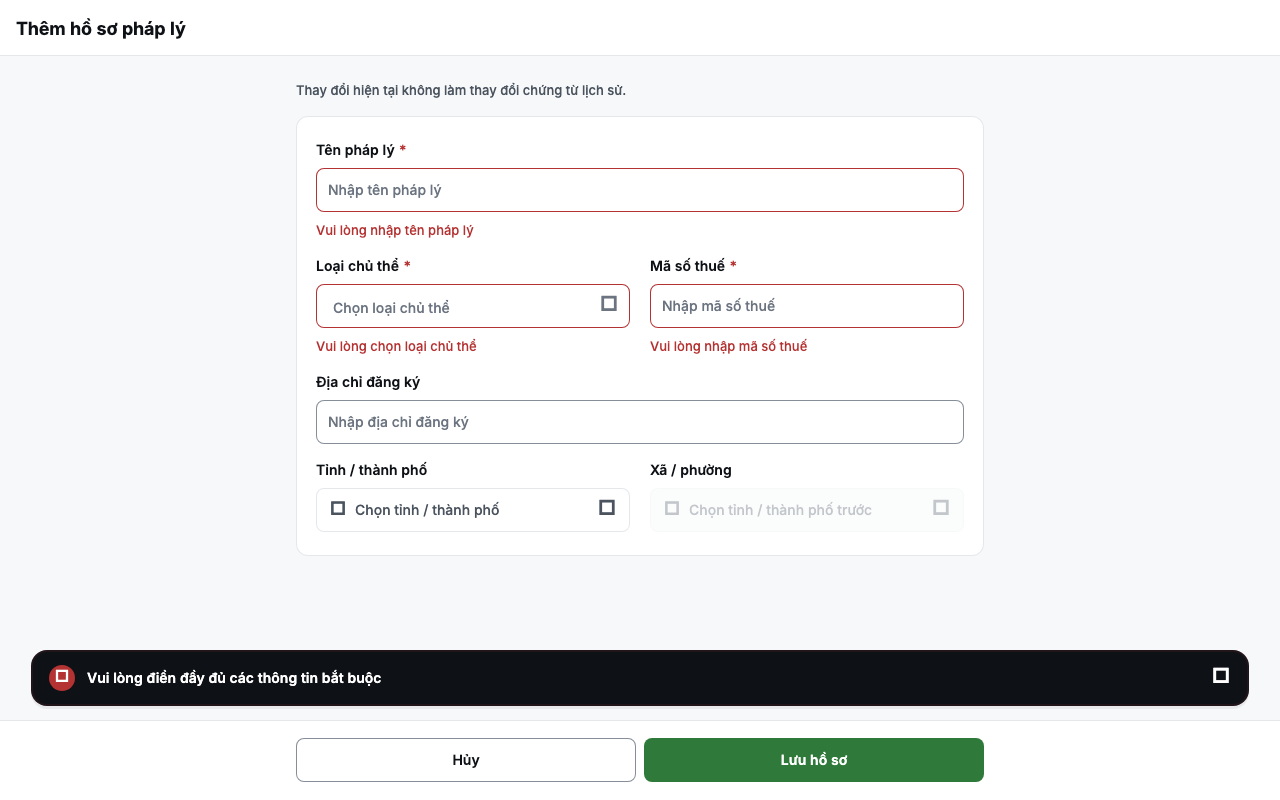 Thêm hồ sơ pháp lý
Thay đổi hiện tại không làm thay đổi chứng từ lịch sử.
Tên pháp lý *
Nhập tên pháp lý
Vui lòng nhập tên pháp lý
Loại chủ thể *
Mã số thuế *
Chọn loại chủ thể
Nhập mã số thuế
Vui lòng chọn loại chủ thể
Vui lòng nhập mã số thuế
Địa chỉ đăng ký
Nhập địa chỉ đăng ký
Tỉnh / thành phố
Xã / phường
Chọn tỉnh / thành phố
Chọn tỉnh / thành phố trước
Vui lòng điền đầy đủ các thông tin bắt buộc
Hủy
Lưu hồ sơ